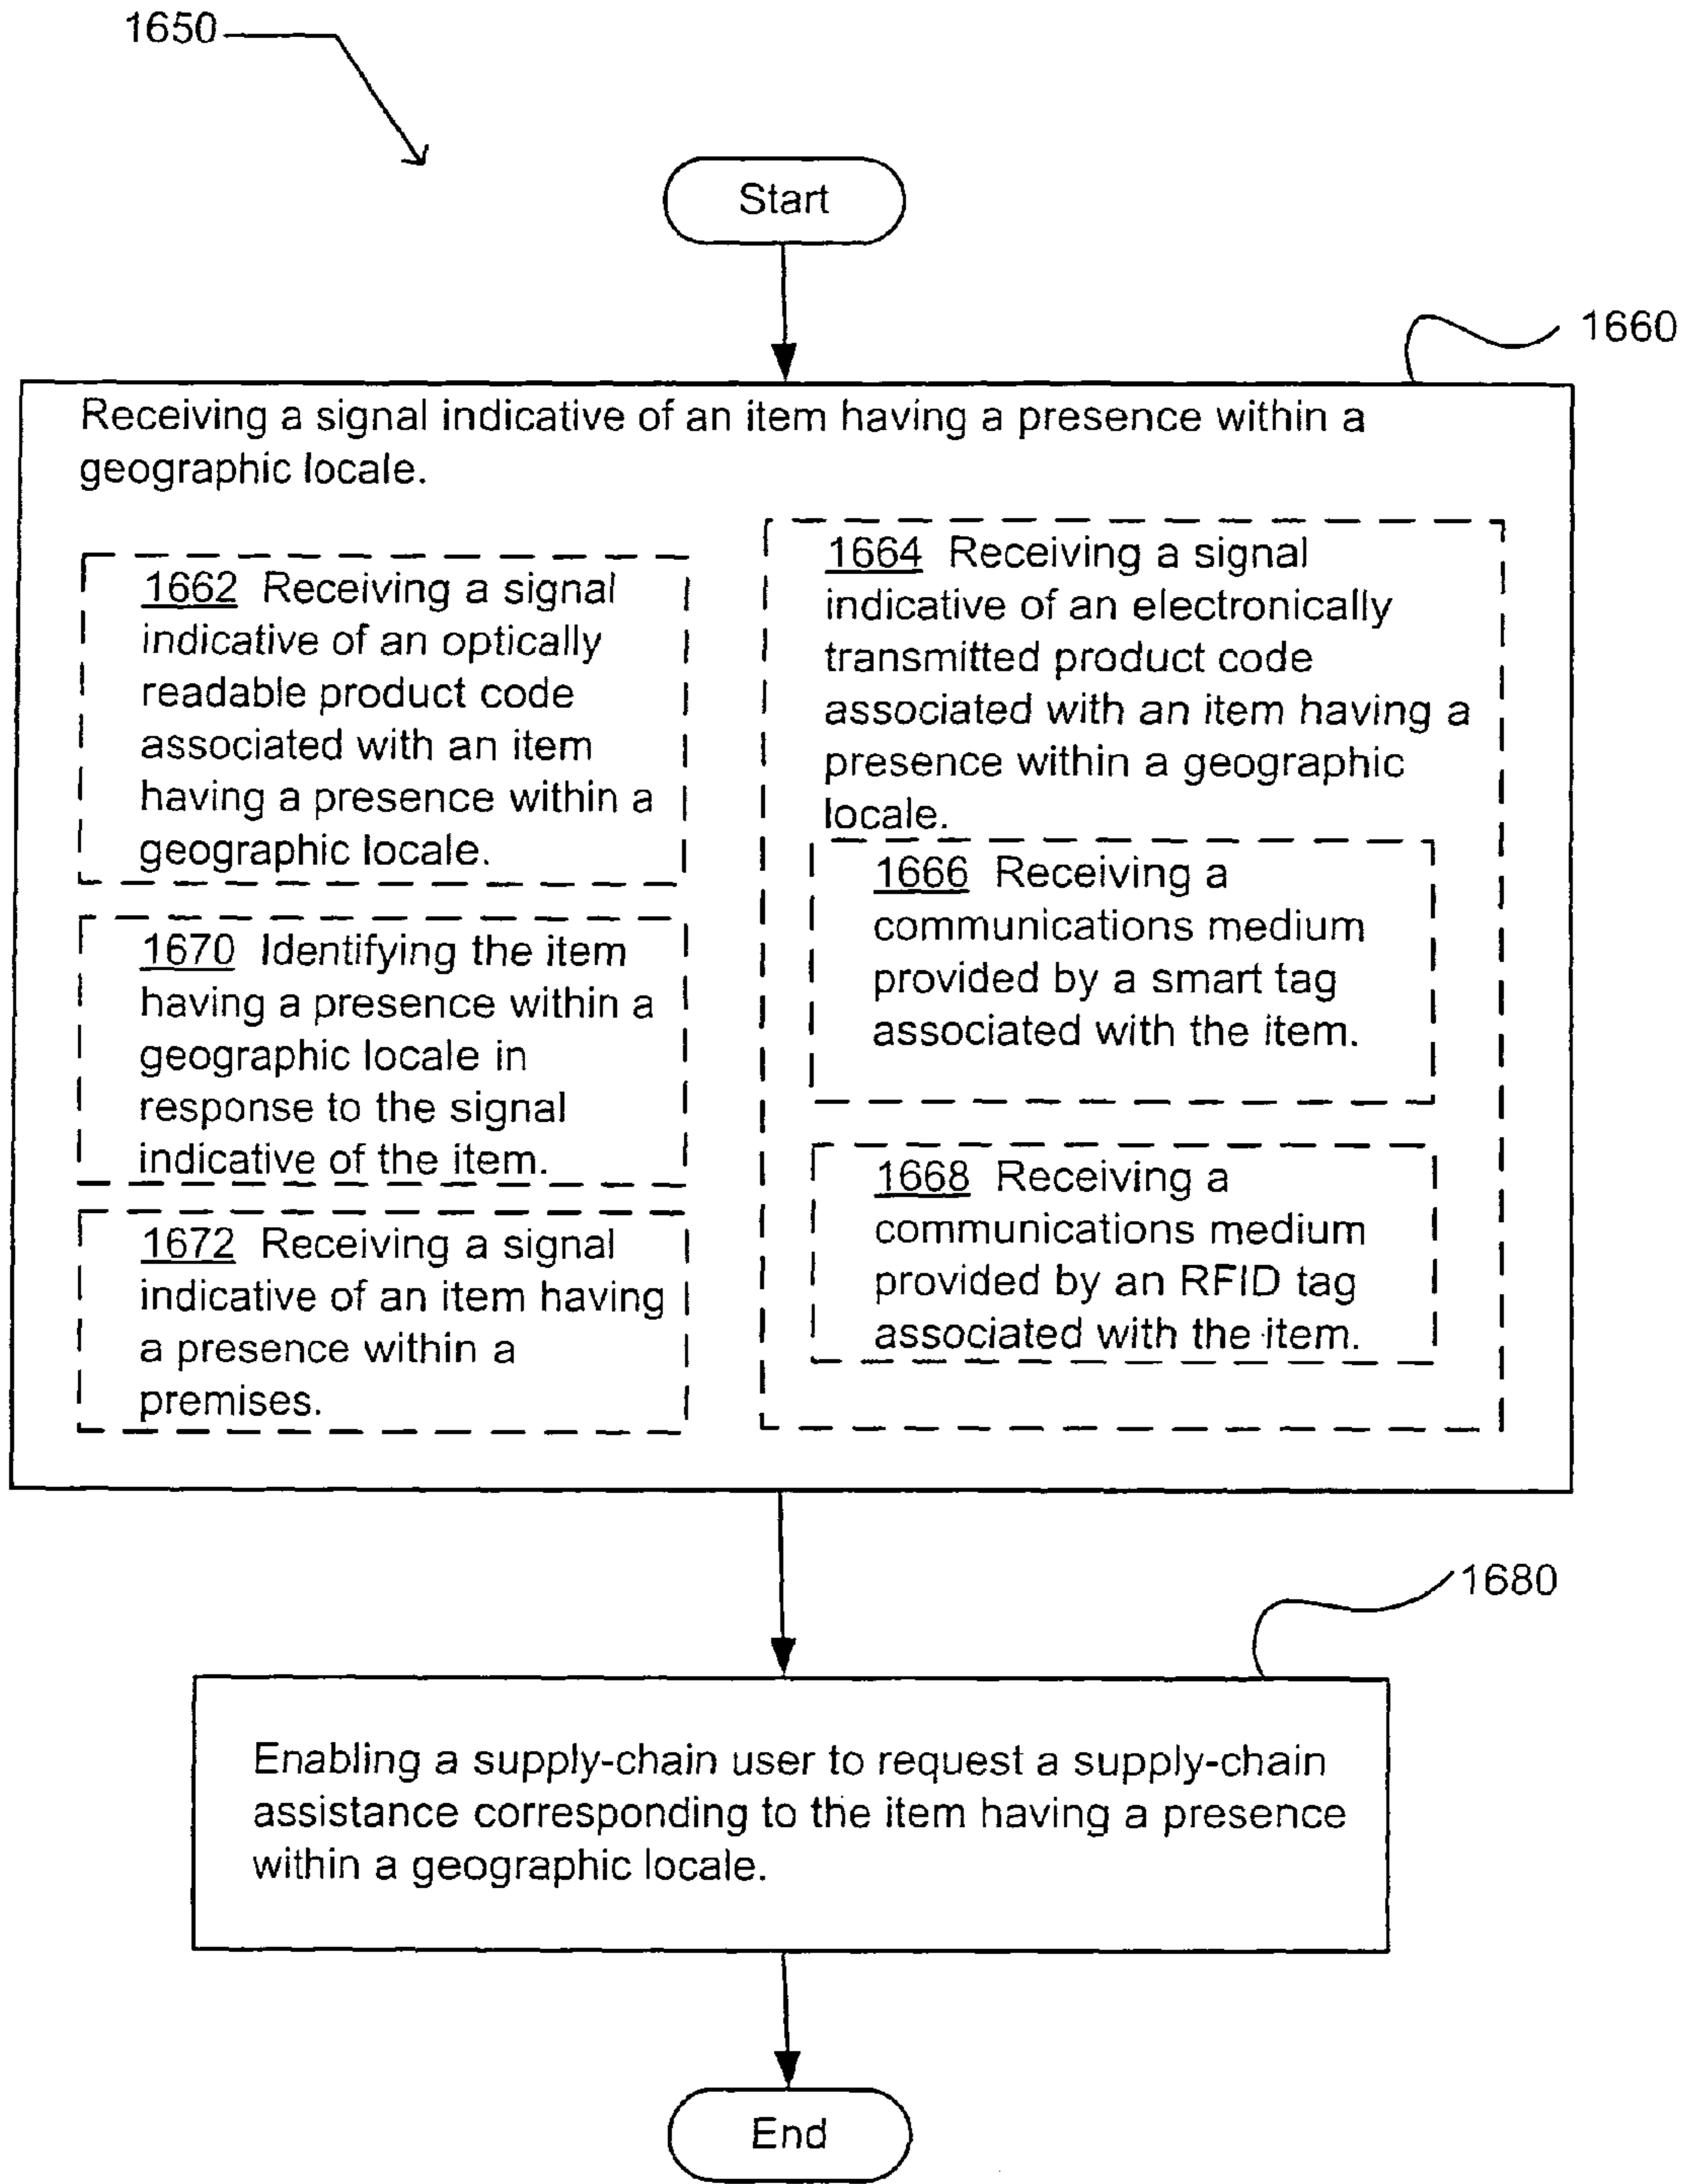 1650
Start
1660
Receiving a signal indicative of an item having a presence within a
geographic locale.
1662 Receiving a signal
indicative of an optically
readable product code
associated with an item
having a presence within a
geographic locale.
1670 Identifying the item
having a presence within a
geographic locale in
response to the signal
indicative of the item.
1672 Receiving a signal
indicative of an item having
a presence within a
premises.
1664 Receiving a signal
indicative of an electronically
transmitted product code
associated with an item having a
presence within a geographic
locale.
1666 Receiving a
communications medium
provided by a smart tag
associated with the item.
1668 Receiving a
communications medium
provided by an RFID tag
associated with the item.
1680
Enabling a supply-chain user to request a supply-chain
assistance corresponding to the item having a presence
within a geographic locale.
End